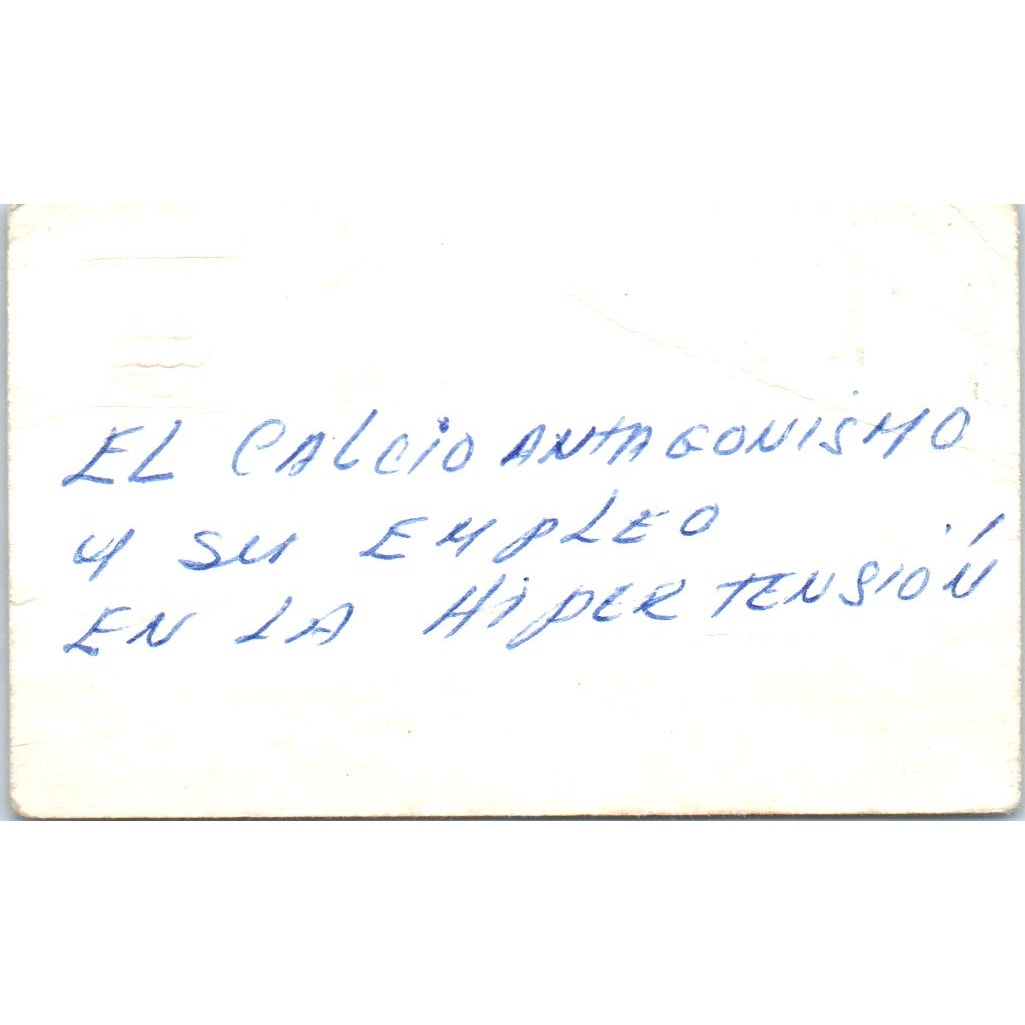 EL CALCIO ANTAGONISMO
Y SU EMPLEO
EN LA HIPERTENSIÓN